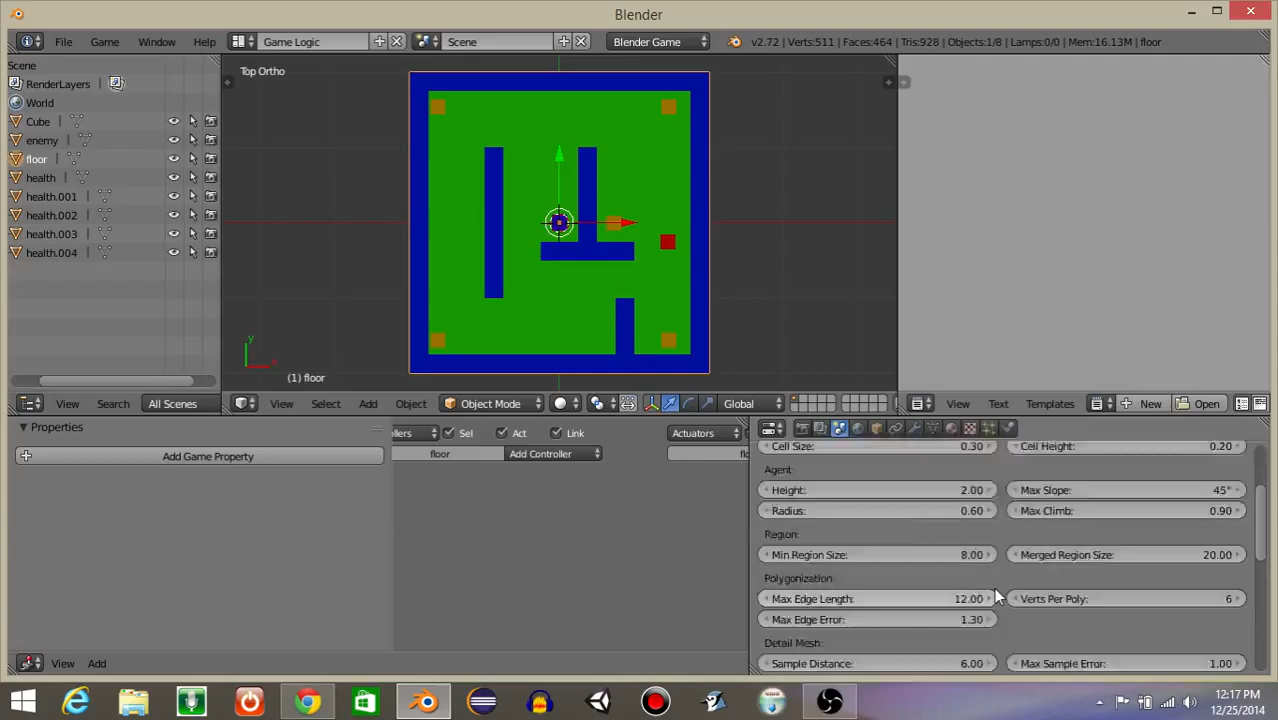 Blender
File Game Window Help Game Logic Scene Blender Game v2.72 | Verts:511 | Faces:464 | Tris:928 | Objects:1/8 | Lamps:0/0 | Mem:16.13M | floor
Scene
RenderLayers |
World
Cube |
enemy |
floor |
health |
health.001 |
health.002 |
health.003 |
health.004 |
Top Ortho
y
x
(1) floor
View Search All Scenes
View Select Add Object Object Mode Global
View Text Templates New Open
Properties
Add Game Property
llers Sel Act Link Actuators
floor Add Controller flo
View Add
Cell Size: 0.30 Cell Height: 0.20
Agent:
Height: 2.00 Max Slope: 45°
Radius: 0.60 Max Climb: 0.90
Region:
Min Region Size: 8.00 Merged Region Size: 20.00
Polygonization
Max Edge Length: 12.00 Verts Per Poly: 6
Max Edge Error: 1.30
Detail Mesh:
Sample Distance: 6.00 Max Sample Error: 1.00
12:17 PM
12/25/2014